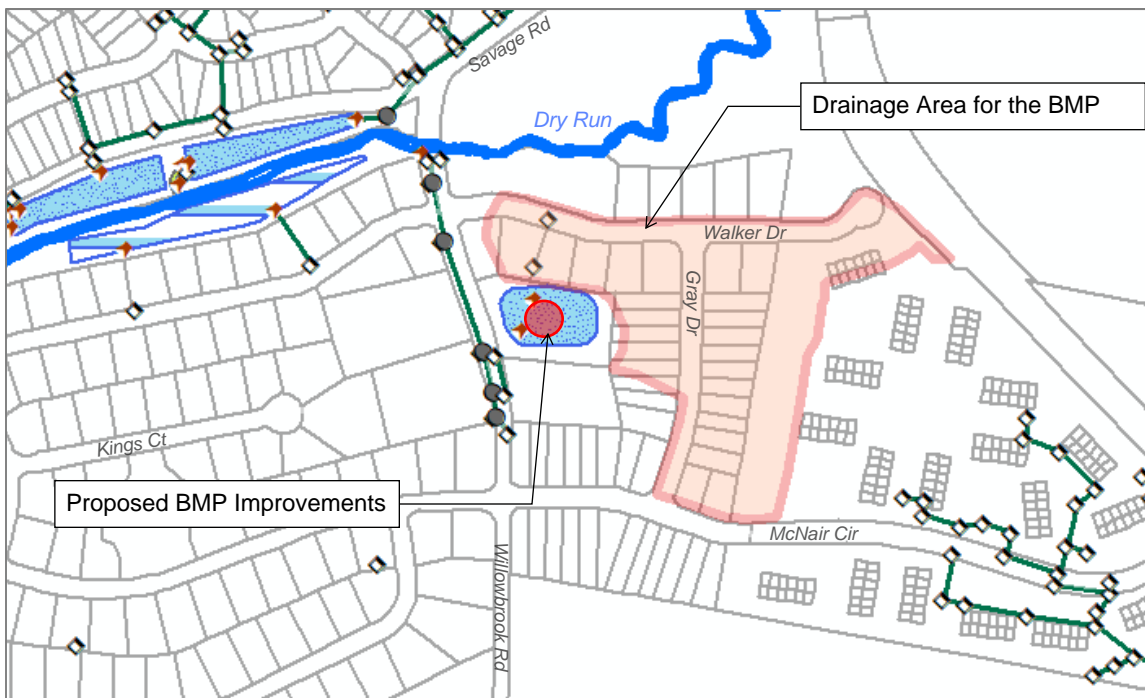 Savage Rd
Drainage Area for the BMP
Dry Run
Walker Dr
Gray Dr
Kings Ct
Proposed BMP Improvements
McNair Cir
Willowbrook Rd